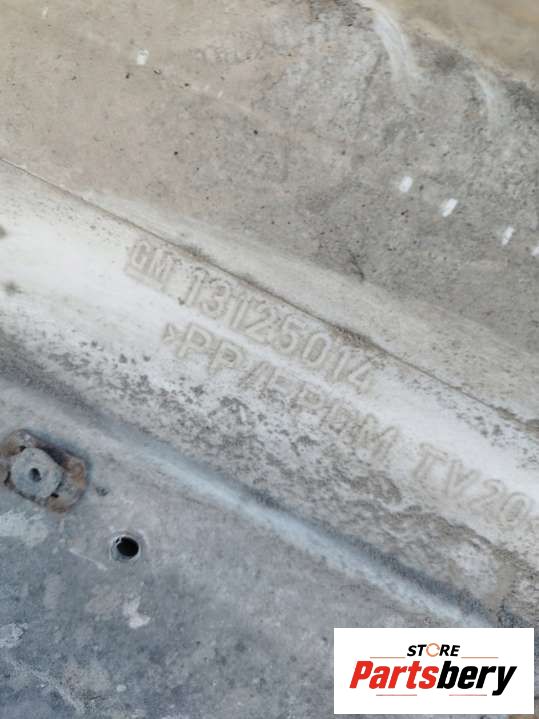 GM 13125014
>PP/EPDM TV20<
STORE
Partsbery